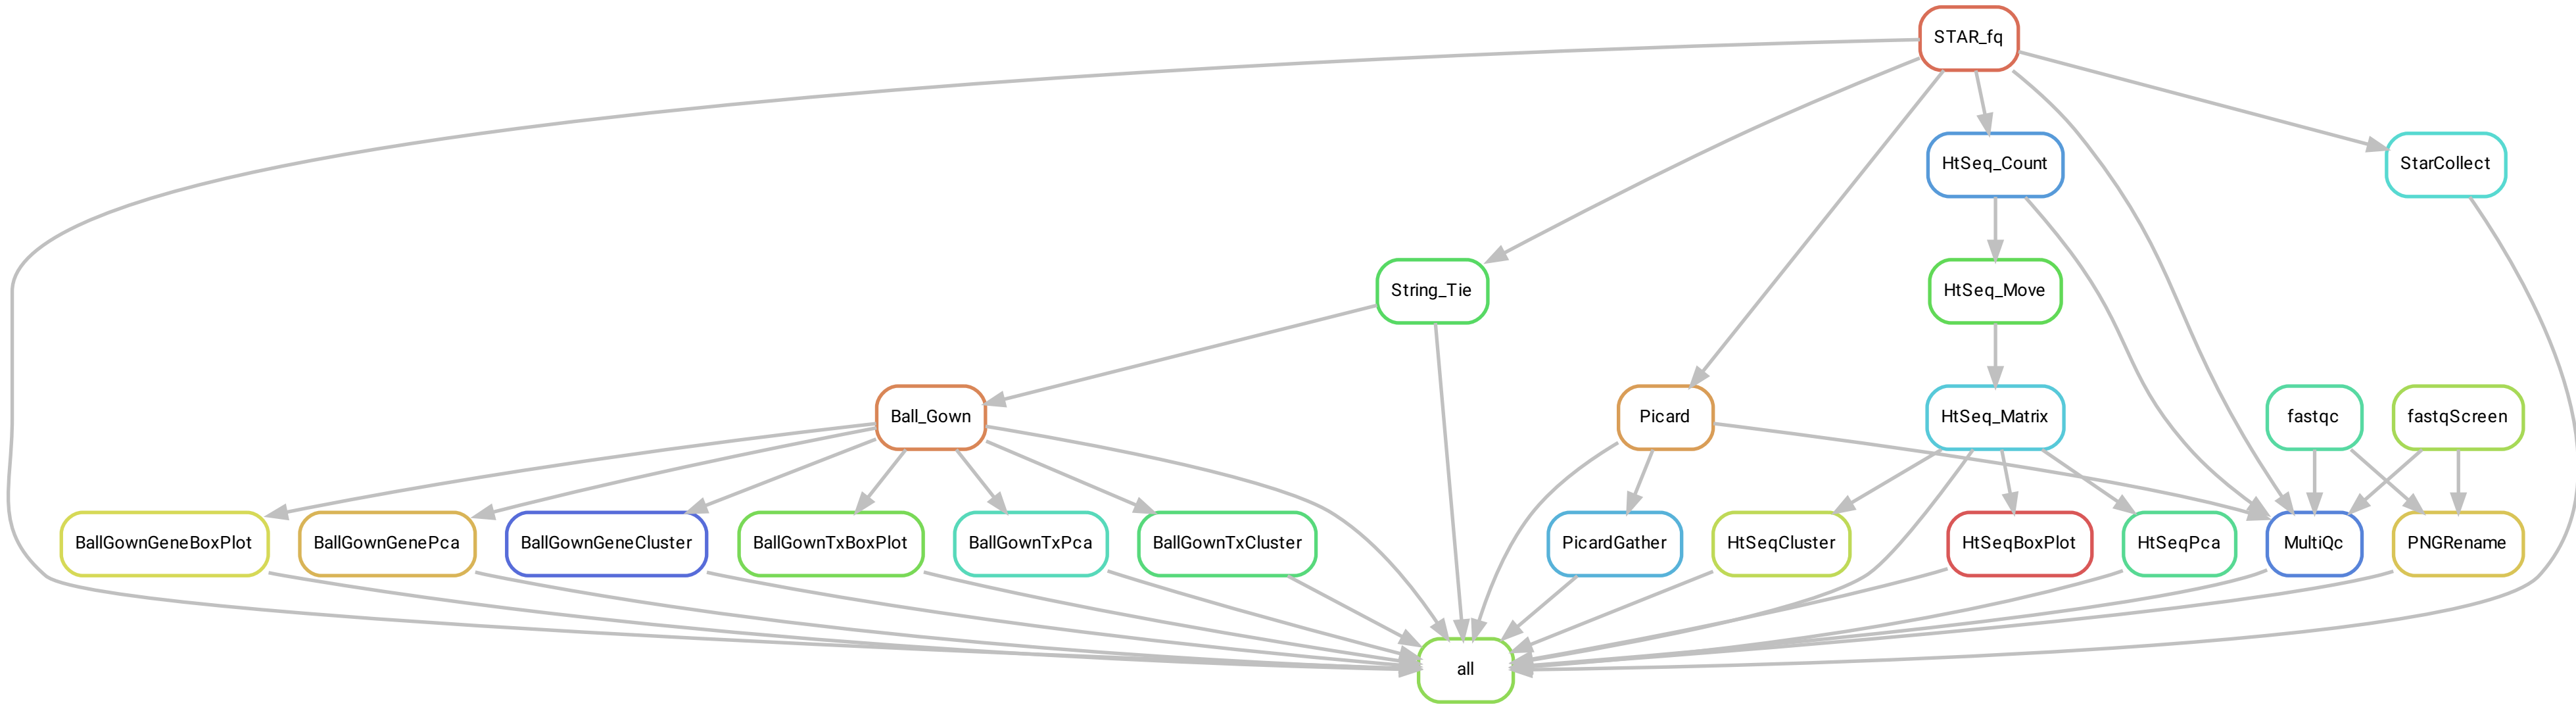 STAR_fq
HtSeq_Count
StarCollect
String_Tie
HtSeq_Move
Ball_Gown
Picard
HtSeq_Matrix
fastqc
fastqScreen
BallGownGeneBoxPlot
BallGownGenePca
BallGownGeneCluster
BallGownTxBoxPlot
BallGownTxPca
BallGownTxCluster
PicardGather
HtSeqCluster
HtSeqBoxPlot
HtSeqPca
MultiQc
PNGRename
all